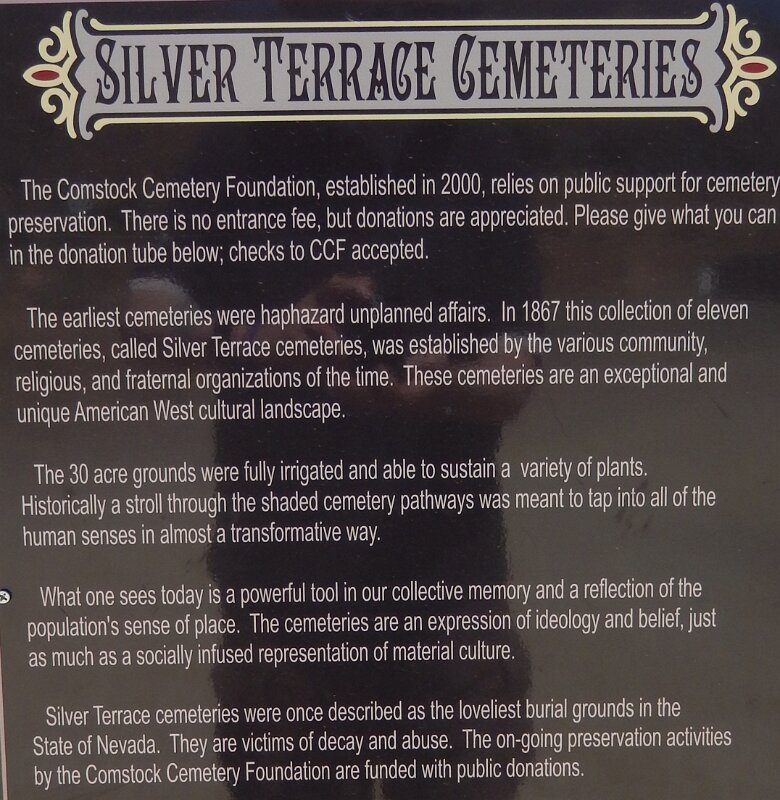 SILVER TERRACE CEMETERIES
The Comstock Cemetery Foundation, established in 2000, relies on public support for cemetery
preservation. There is no entrance fee, but donations are appreciated. Please give what you can
in the donation tube below; checks to CCF accepted.
The earliest cemeteries were haphazard unplanned affairs. In 1867 this collection of eleven
cemeteries, called Silver Terrace cemeteries, was established by the various community,
religious, and fraternal organizations of the time. These cemeteries are an exceptional and
unique American West cultural landscape.
The 30 acre grounds were fully irrigated and able to sustain a variety of plants.
Historically a stroll through the shaded cemetery pathways was meant to tap into all of the
human senses in almost a transformative way.
What one sees today is a powerful tool in our collective memory and a reflection of the
population's sense of place. The cemeteries are an expression of ideology and belief, just
as much as a socially infused representation of material culture.
Silver Terrace cemeteries were once described as the loveliest burial grounds in the
State of Nevada. They are victims of decay and abuse. The on-going preservation activities
by the Comstock Cemetery Foundation are funded with public donations.